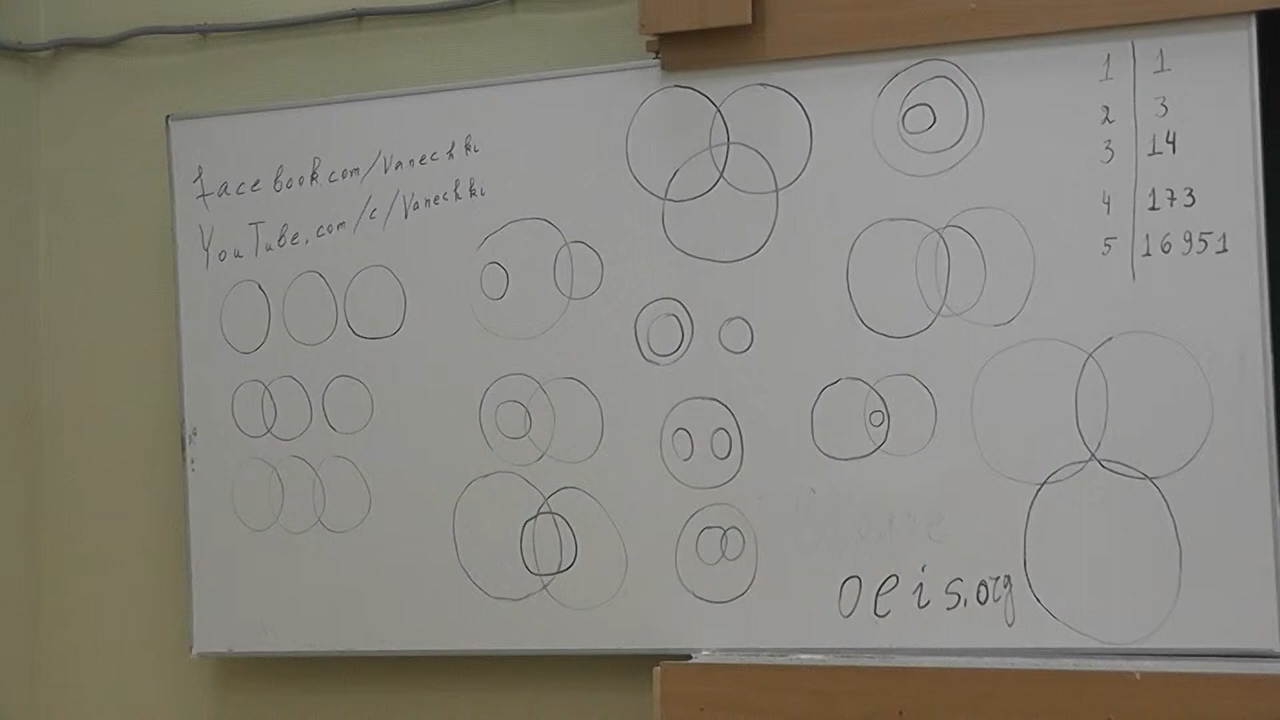 facebook.com/vanechki
YouTube.com/c/Vanechki
1 1
2 3
3 14
4 173
5 16951
oeis.org